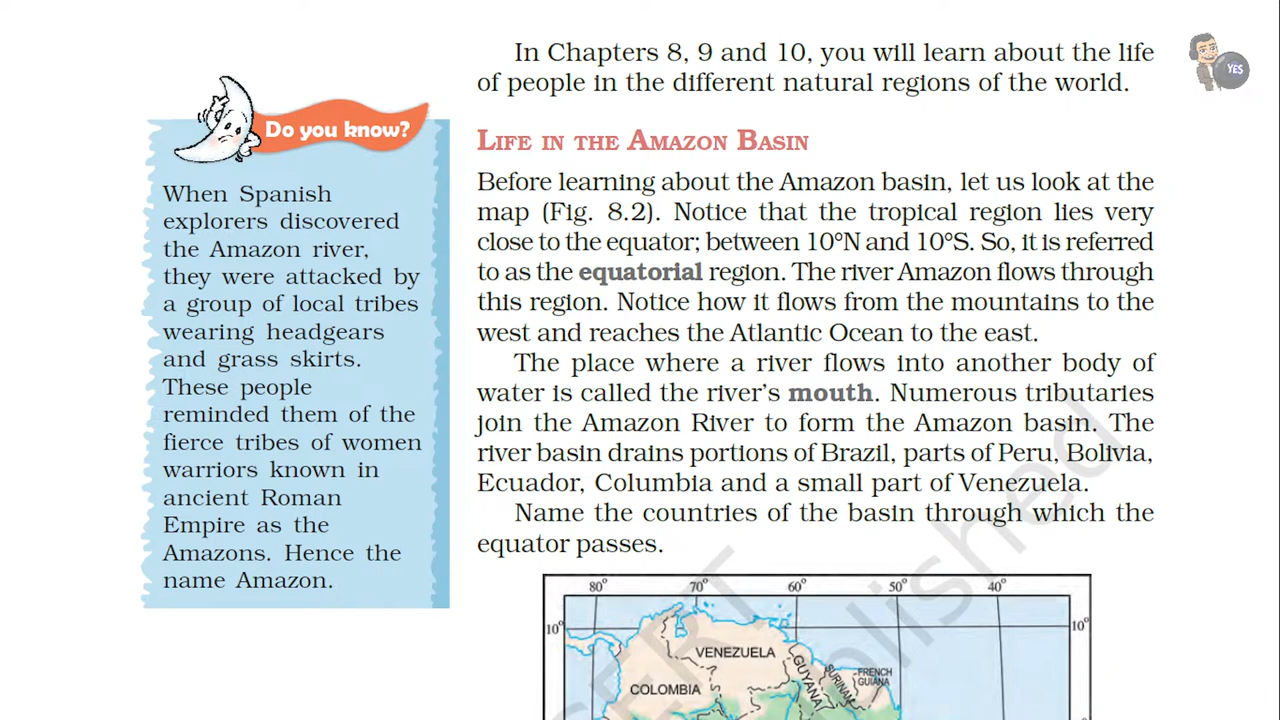 In Chapters 8, 9 and 10, you will learn about the life
of people in the different natural regions of the world.
YES
Do you know?
When Spanish
explorers discovered
the Amazon river,
they were attacked by
a group of local tribes
wearing headgears
and grass skirts.
These people
reminded them of the
fierce tribes of women
warriors known in
ancient Roman
Empire as the
Amazons. Hence the
name Amazon.
LIFE IN THE AMAZON BASIN
Before learning about the Amazon basin, let us look at the
map (Fig. 8.2). Notice that the tropical region lies very
close to the equator; between 10°N and 10°S. So, it is referred
to as the equatorial region. The river Amazon flows through
this region. Notice how it flows from the mountains to the
west and reaches the Atlantic Ocean to the east.
The place where a river flows into another body of
water is called the river's mouth. Numerous tributaries
join the Amazon River to form the Amazon basin. The
river basin drains portions of Brazil, parts of Peru, Bolivia,
Ecuador, Columbia and a small part of Venezuela.
Name the countries of the basin through which the
equator passes.
80° 70° 60° 50° 40°
10° 10°
VENEZUELA
GUYANA
SURINAM
FRENCH
GUIANA
COLOMBIA